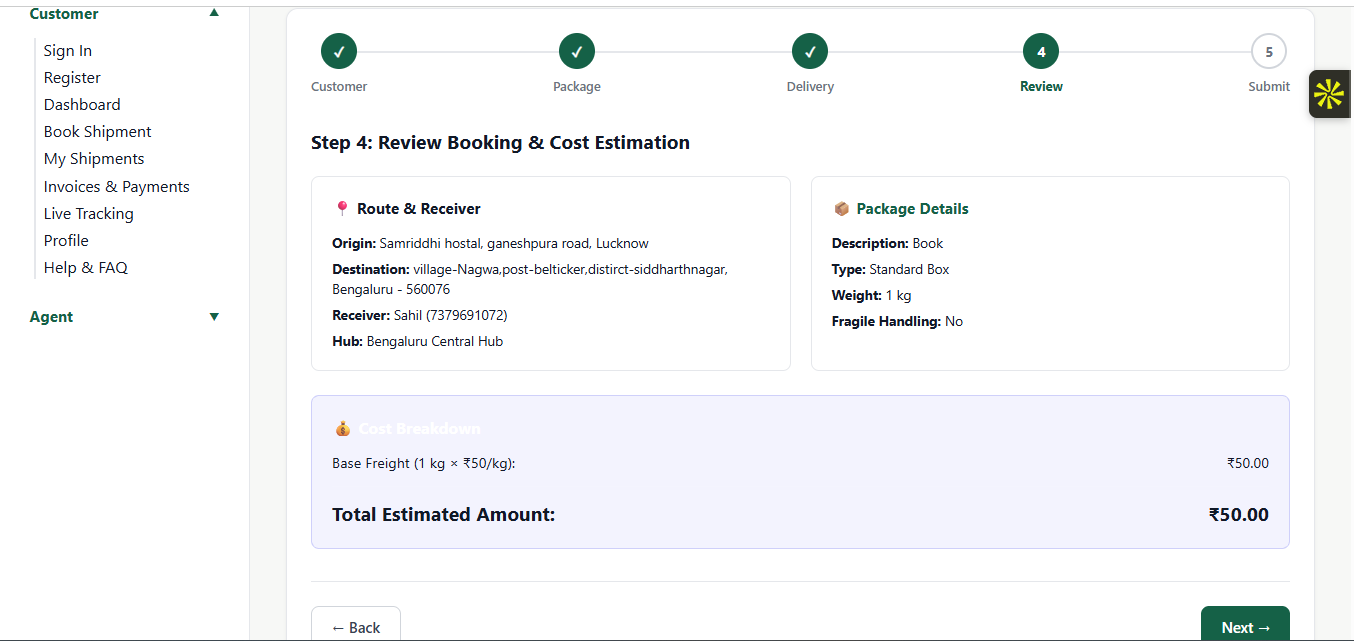 Customer ▲
Sign In
Register
Dashboard
Book Shipment
My Shipments
Invoices & Payments
Live Tracking
Profile
Help & FAQ
Agent ▼
✓ ✓ ✓ 4 5
Customer Package Delivery Review Submit
Step 4: Review Booking & Cost Estimation
Route & Receiver
Origin: Samriddhi hostal, ganeshpura road, Lucknow
Destination: village-Nagwa,post-belticker,distirct-siddharthnagar,
Bengaluru - 560076
Receiver: Sahil (7379691072)
Hub: Bengaluru Central Hub
Package Details
Description: Book
Type: Standard Box
Weight: 1 kg
Fragile Handling: No
Cost Breakdown
Base Freight (1 kg × ₹50/kg): ₹50.00
Total Estimated Amount: ₹50.00
← Back Next →